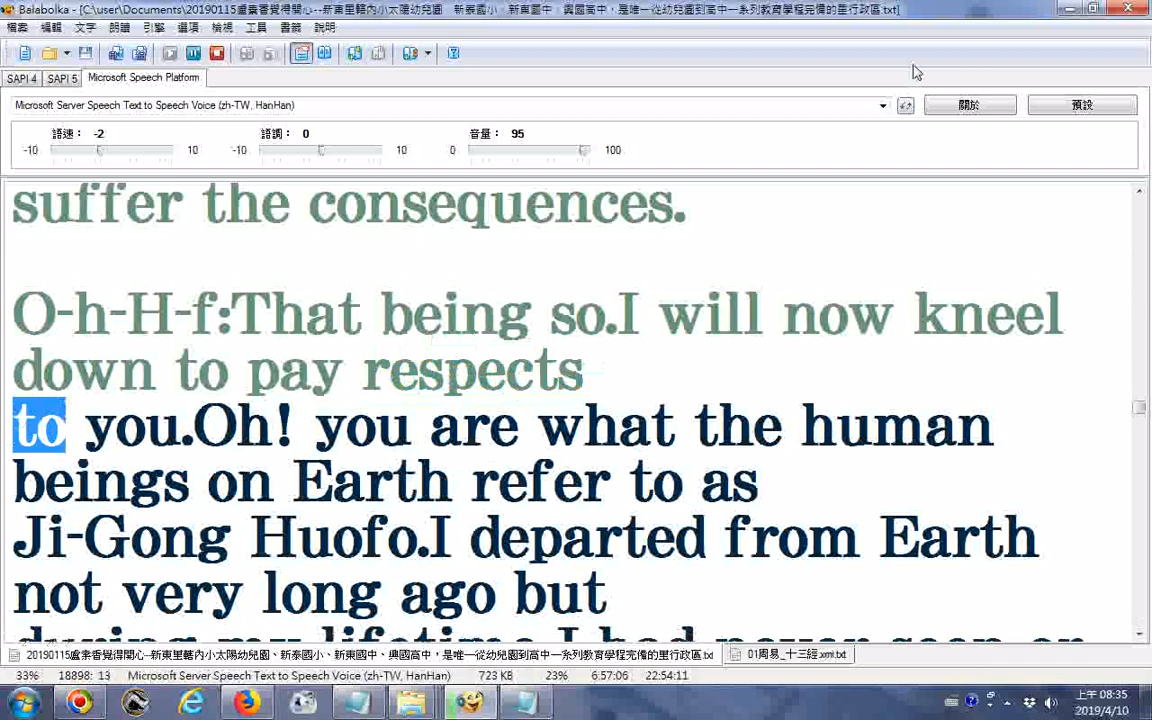 Balabolka - [C:\user\Documents\20190115盧彙香覺得開心--新東里轄內小太陽幼兒園、新泰國小、新東國中、興國高中，是唯一從幼兒園到高中一系列教育學程完備的里行政區.txt]
檔案 編輯 文字 朗讀 引擎 選項 檢視 工具 書籤 說明
SAPI 4 SAPI 5 Microsoft Speech Platform
Microsoft Server Speech Text to Speech Voice (zh-TW, HanHan) 關於 預設
語速： -2 語調： 0 音量： 95
-10 10 -10 10 0 100
suffer the consequences.
O-h-H-f:That being so.I will now kneel
down to pay respects
to you.Oh! you are what the human
beings on Earth refer to as
Ji-Gong Huofo.I departed from Earth
not very long ago but
during my lifetime I had never seen or
20190115盧彙香覺得開心--新東里轄內小太陽幼兒園、新泰國小、新東國中、興國高中，是唯一從幼兒園到高中一系列教育學程完備的里行政區.txt 01周易_十三經.xml.txt
33% 18898: 13 Microsoft Server Speech Text to Speech Voice (zh-TW, HanHan) 723 KB 23% 6:57:06 22:54:11
上午 08:35
2019/4/10